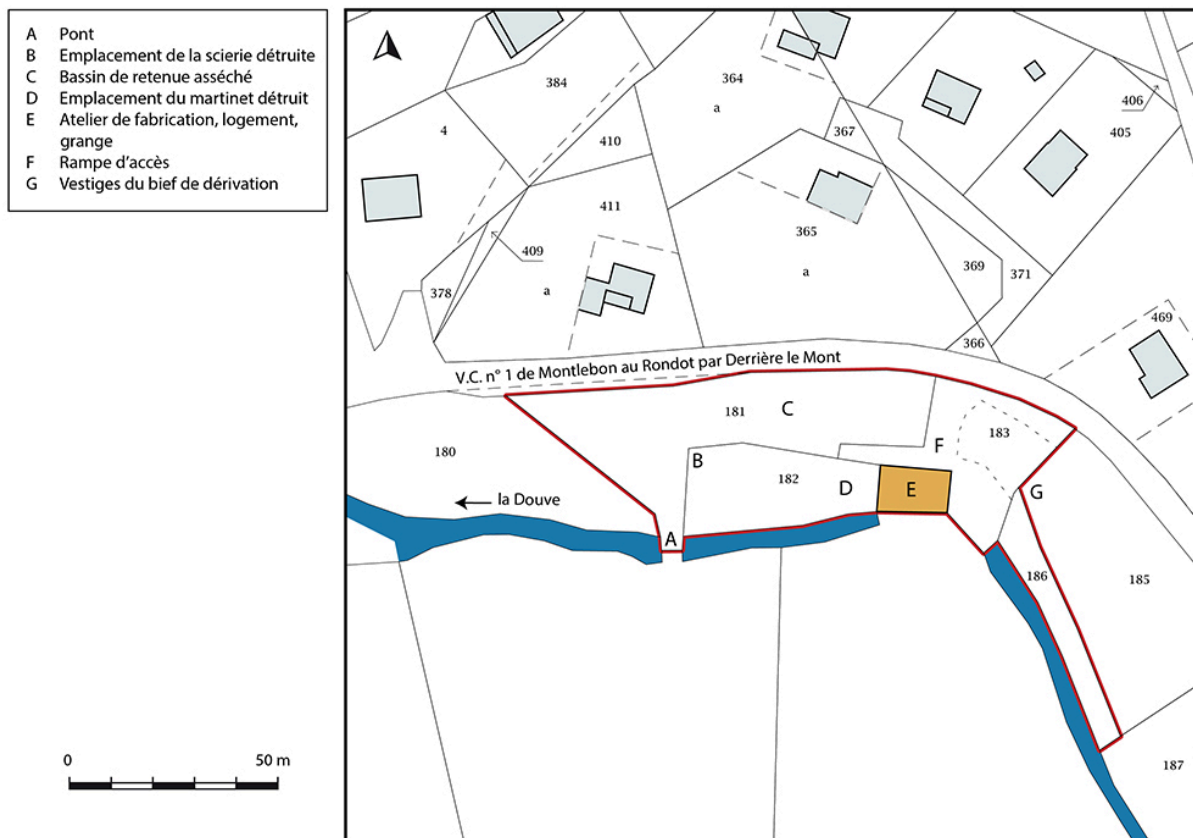 A Pont
B Emplacement de la scierie détruite
C Bassin de retenue asséché
D Emplacement du martinet détruit
E Atelier de fabrication, logement,
grange
F Rampe d'accès
G Vestiges du bief de dérivation
384
364
a
406
405
4
410
367
411
365
409
369
371
a
a
378
469
366
V.C. n° 1 de Montlebon au Rondot par Derrière le Mont
181
C
183
F
180
B
182
D
E
G
la Douve
A
186
185
0
50 m
187